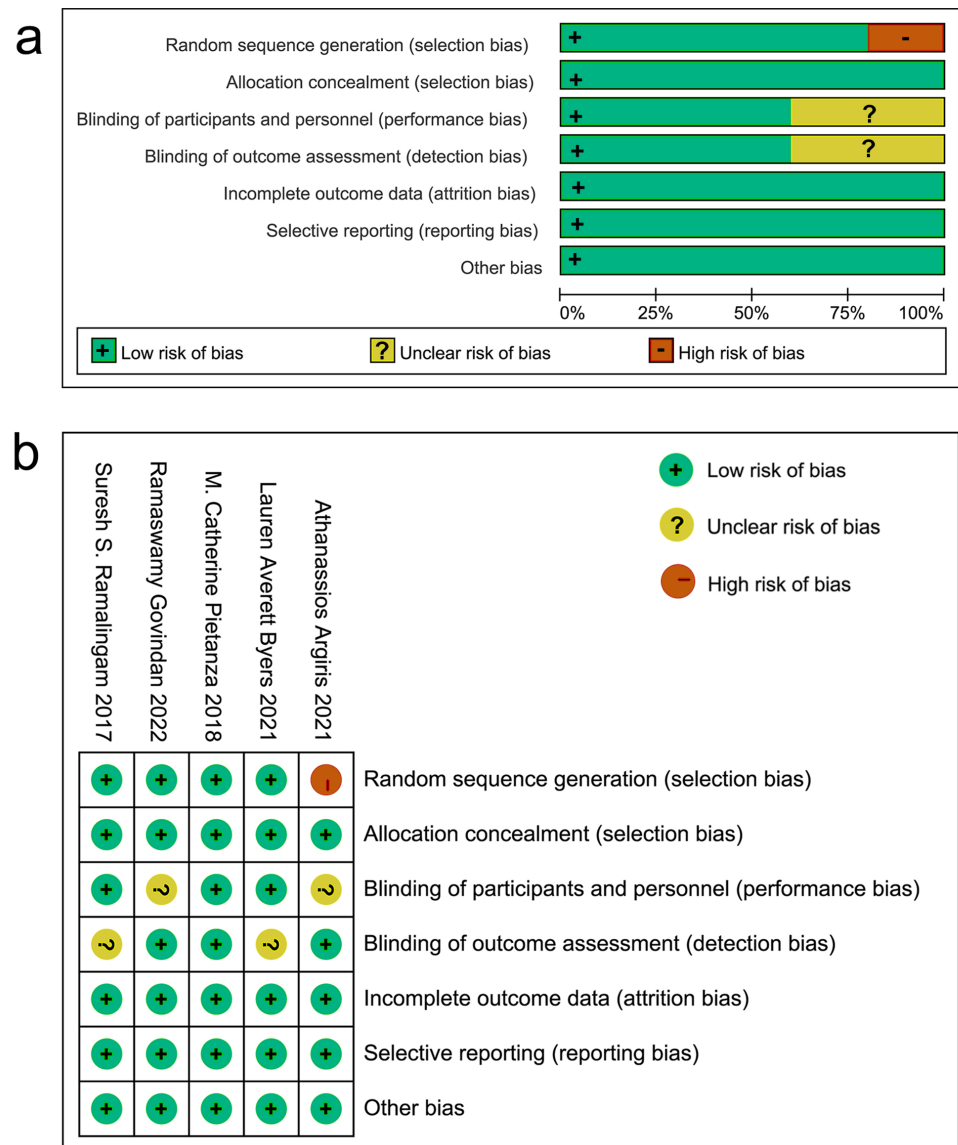 a
Random sequence generation (selection bias)
+ -
Allocation concealment (selection bias)
+
Blinding of participants and personnel (performance bias)
+ ?
Blinding of outcome assessment (detection bias)
+ ?
Incomplete outcome data (attrition bias)
+
Selective reporting (reporting bias)
+
Other bias
+
0% 25% 50% 75% 100%
+ Low risk of bias ? Unclear risk of bias - High risk of bias
b
Suresh S. Ramalingam 2017
Ramaswamy Govindan 2022
M. Catherine Pietanza 2018
Lauren Averett Byers 2021
Athanassios Argiris 2021
+ Low risk of bias
? Unclear risk of bias
- High risk of bias
+ + + + - Random sequence generation (selection bias)
+ + + + + Allocation concealment (selection bias)
+ ? + + ? Blinding of participants and personnel (performance bias)
? + + ? + Blinding of outcome assessment (detection bias)
+ + + + + Incomplete outcome data (attrition bias)
+ + + + + Selective reporting (reporting bias)
+ + + + + Other bias